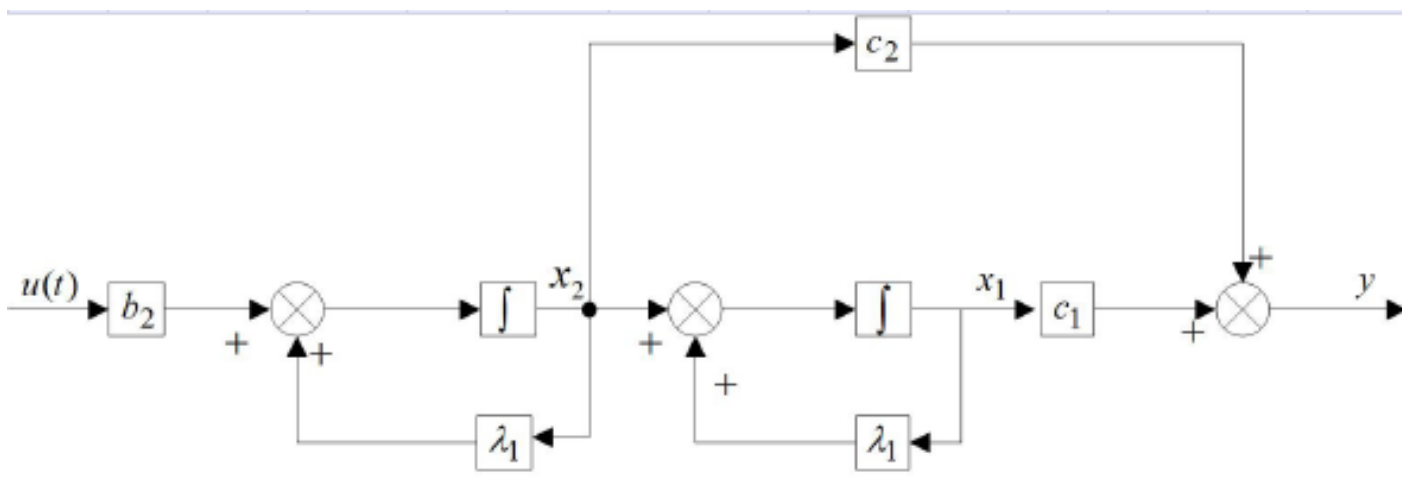 c₂
+
u(t) b₂ ∫ x₂ ∫ x₁ c₁ y
+ + + +
+
λ₁ λ₁